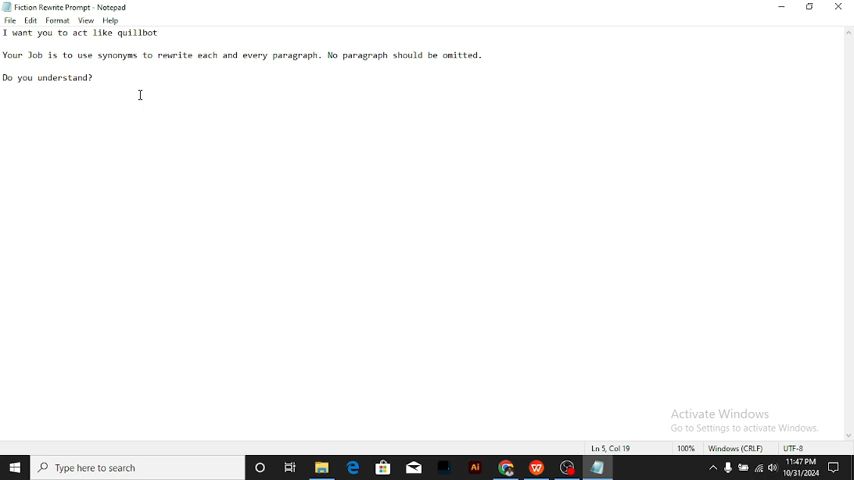 Fiction Rewrite Prompt - Notepad
File Edit Format View Help
I want you to act like quillbot
Your Job is to use synonyms to rewrite each and every paragraph. No paragraph should be omitted.
Do you understand?
Activate Windows
Go to Settings to activate Windows.
Ln 5, Col 19 100% Windows (CRLF) UTF-8
Type here to search
Ai
11:47 PM
10/31/2024